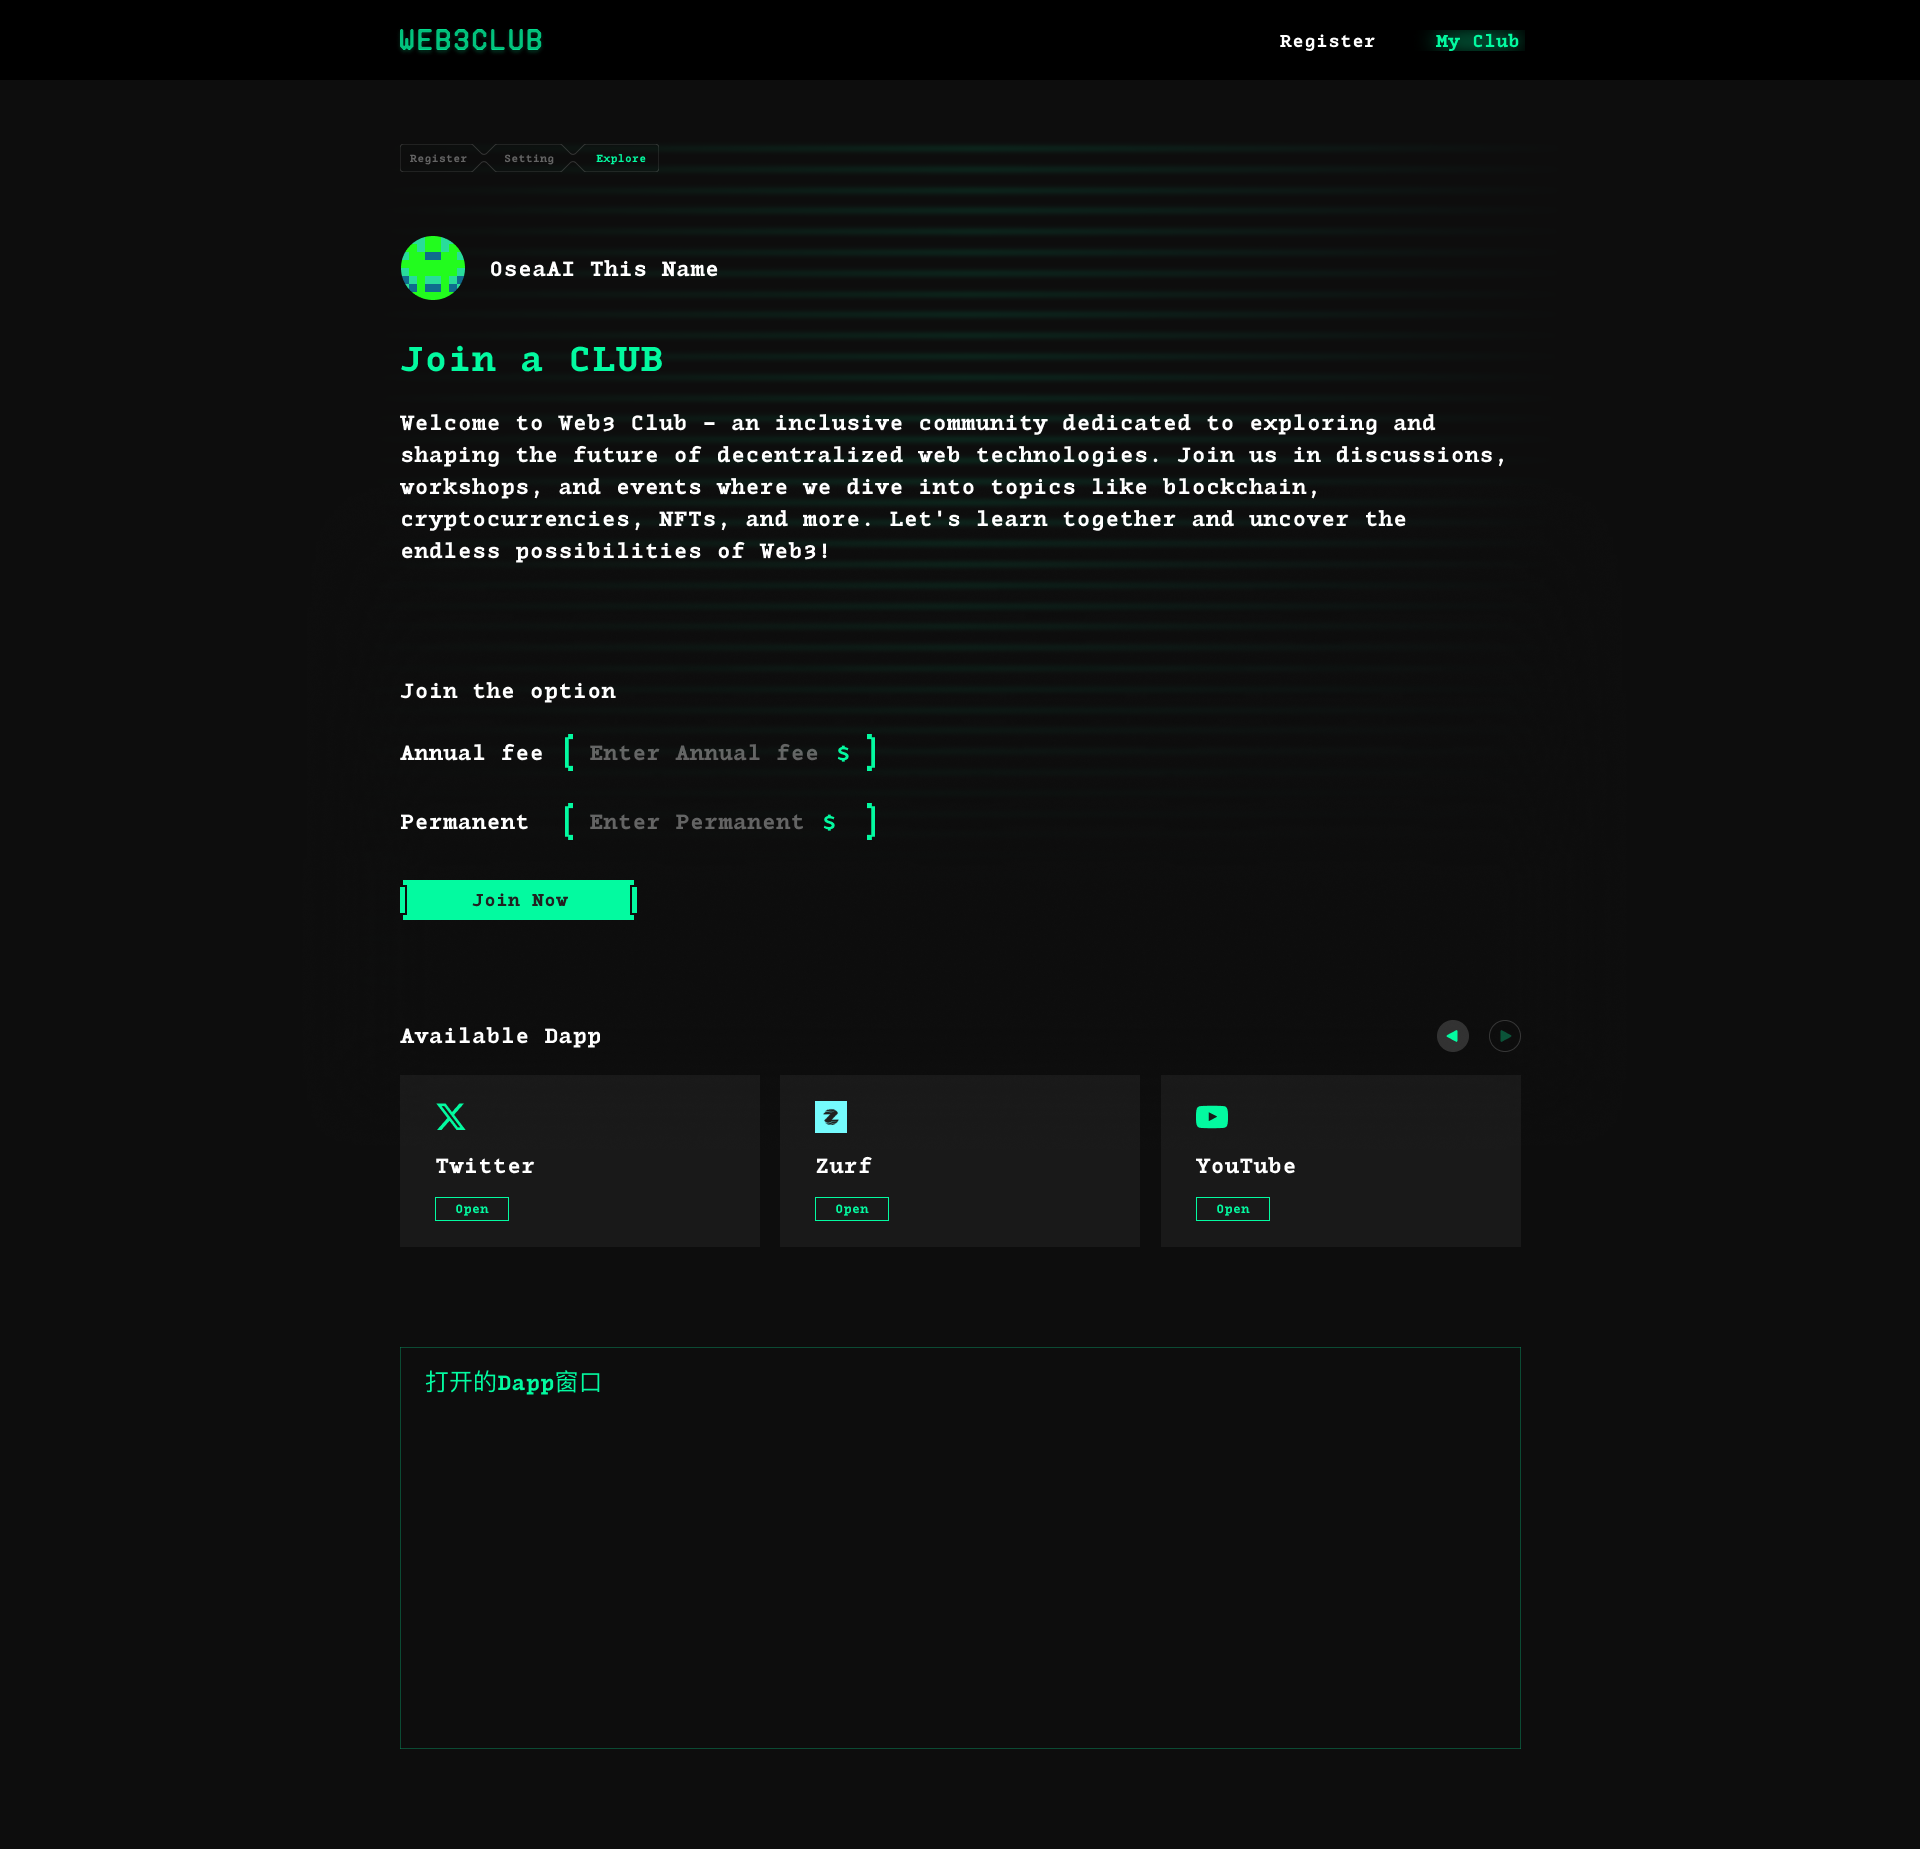 WEB3CLUB
Register
My Club
Register
Setting
Explore
OseaAI This Name
Join a CLUB
Welcome to Web3 Club – an inclusive community dedicated to exploring and
shaping the future of decentralized web technologies. Join us in discussions,
workshops, and events where we dive into topics like blockchain,
cryptocurrencies, NFTs, and more. Let's learn together and uncover the
endless possibilities of Web3!
Join the option
Annual fee
Enter Annual fee $
Permanent
Enter Permanent $
Join Now
Available Dapp
Twitter
Open
Zurf
Open
YouTube
Open
打开的Dapp窗口